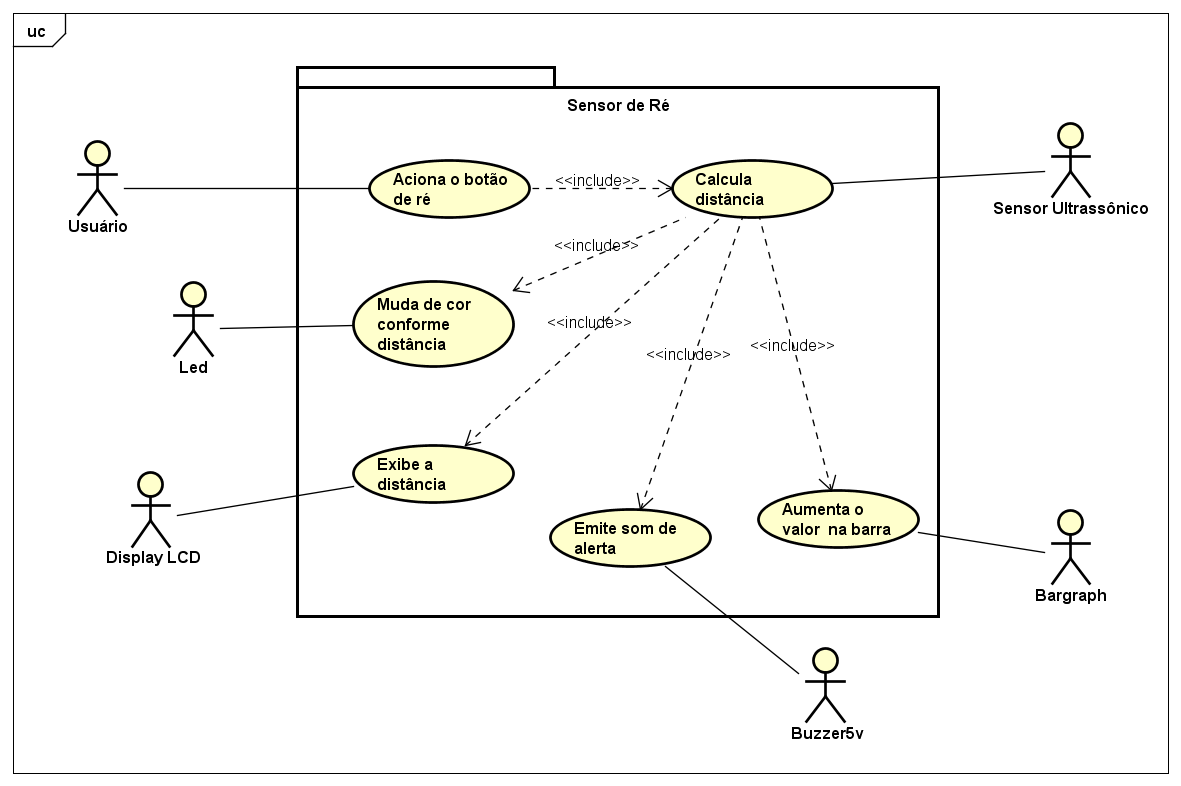 uc
Sensor de Ré
Usuário
Aciona o botão
de ré
<<include>>
Calcula
distância
Sensor Ultrassônico
<<include>>
Led
Muda de cor
conforme
distância
<<include>>
<<include>>
<<include>>
Display LCD
Exibe a
distância
Emite som de
alerta
Aumenta o
valor na barra
Bargraph
Buzzer5v